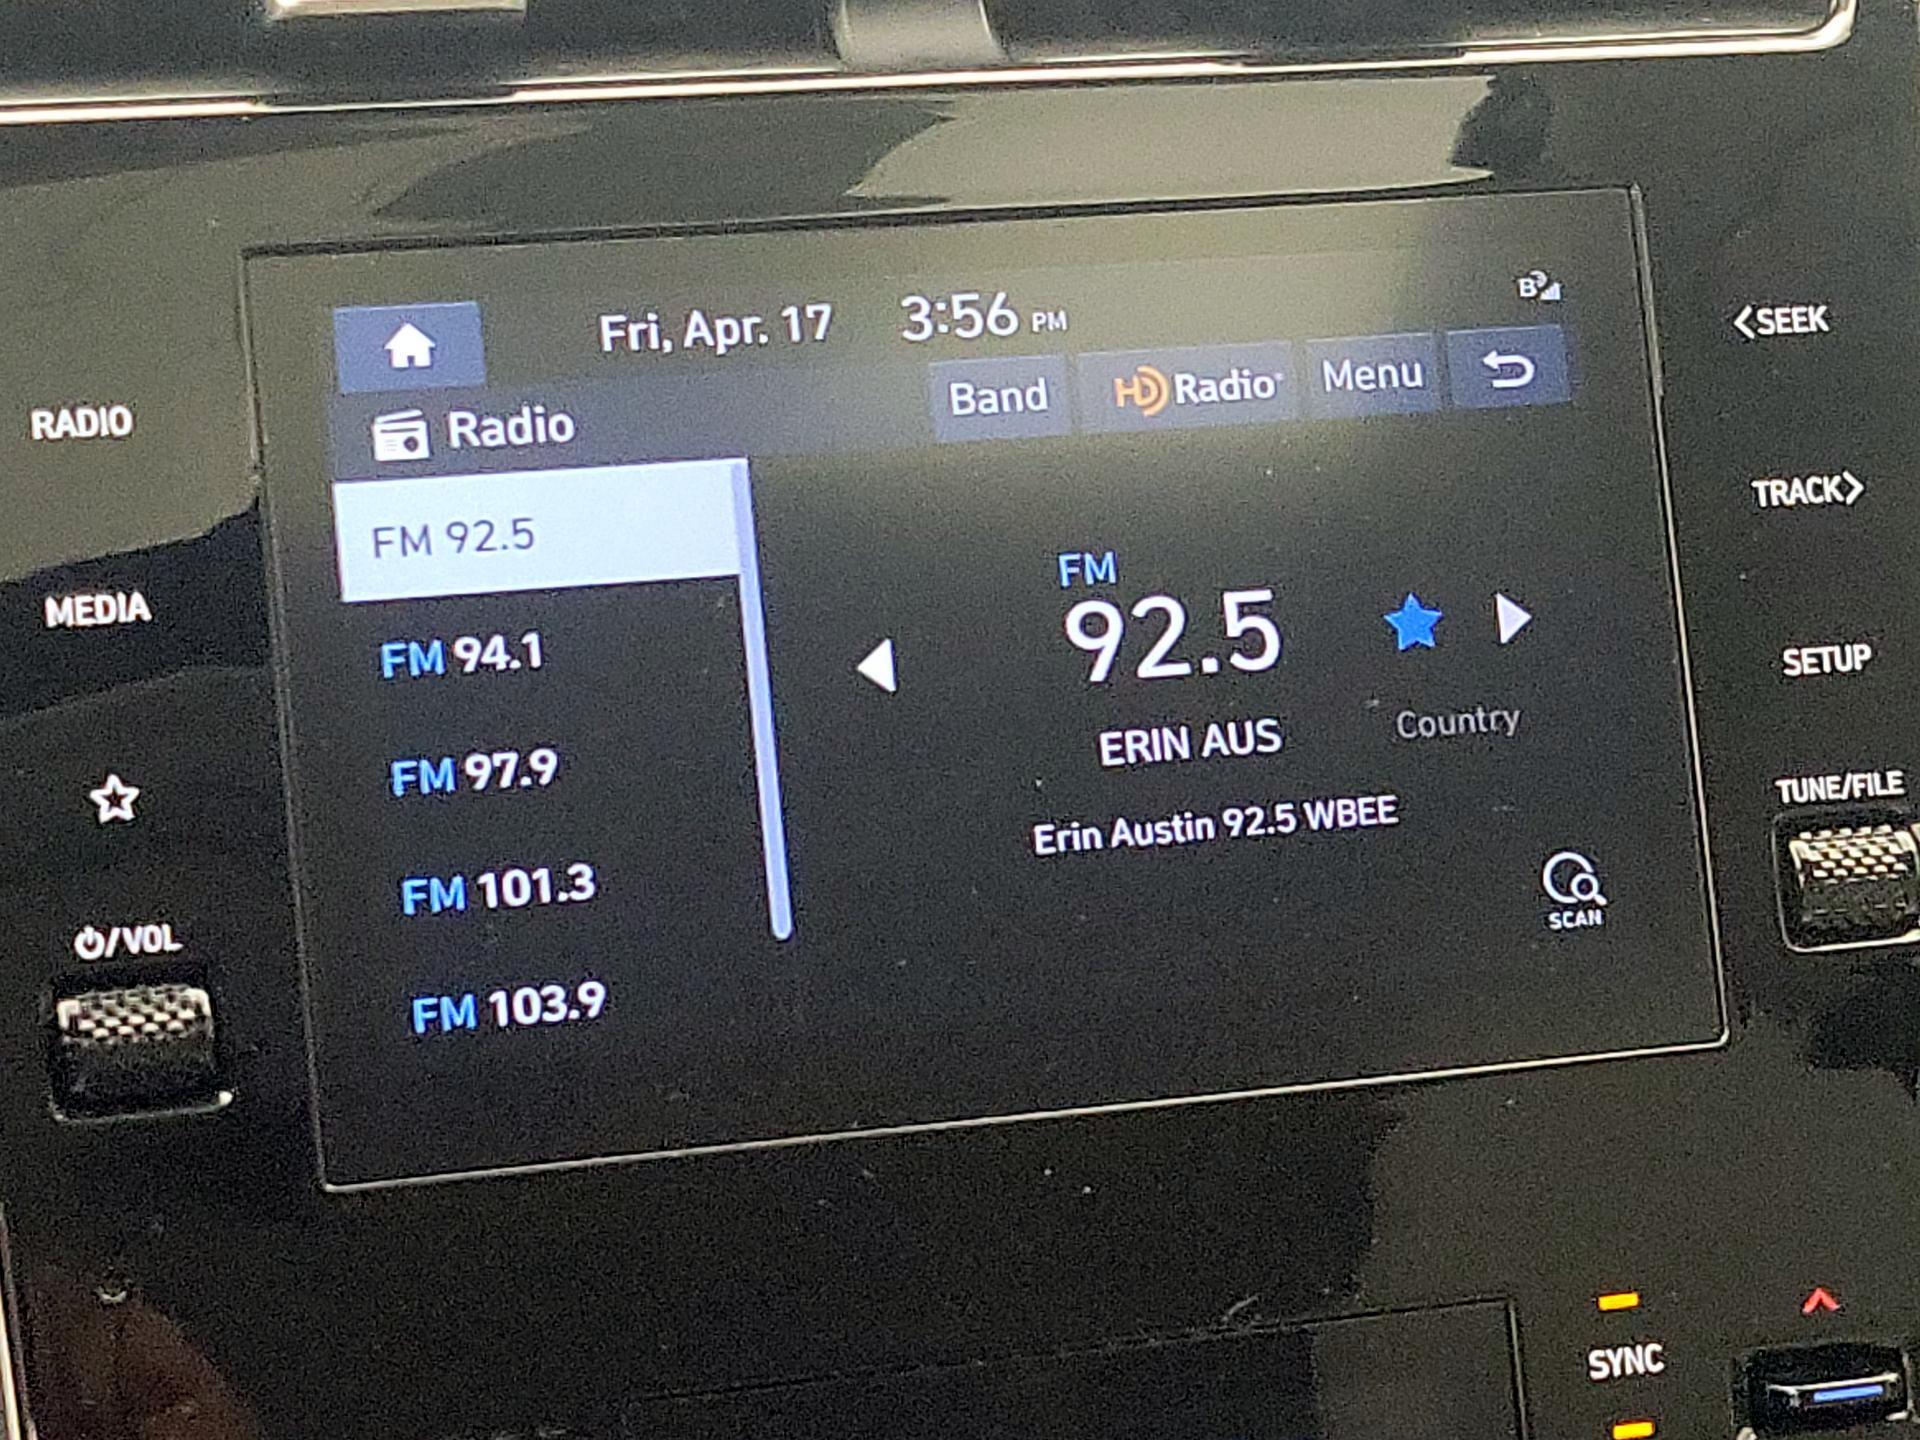 Fri, Apr. 17 3:56 PM
B
Radio
Band
HD Radio
Menu
FM 92.5
FM 94.1
FM 97.9
FM 101.3
FM 103.9
FM
92.5
ERIN AUS
Country
Erin Austin 92.5 WBEE
SCAN
RADIO
MEDIA
/VOL
<SEEK
TRACK>
SETUP
TUNE/FILE
SYNC